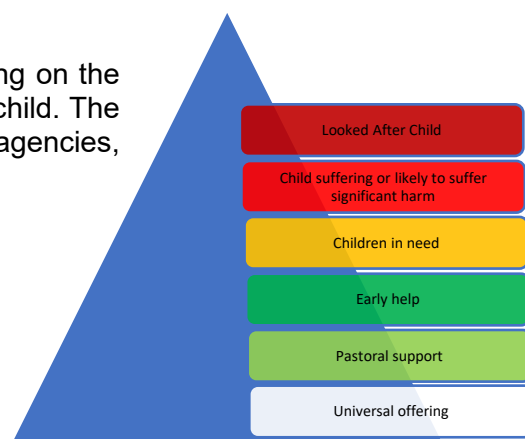 ng on the
child. The
agencies,
Looked After Child
Child suffering or likely to suffer
significant harm
Children in need
Early help
Pastoral support
Universal offering